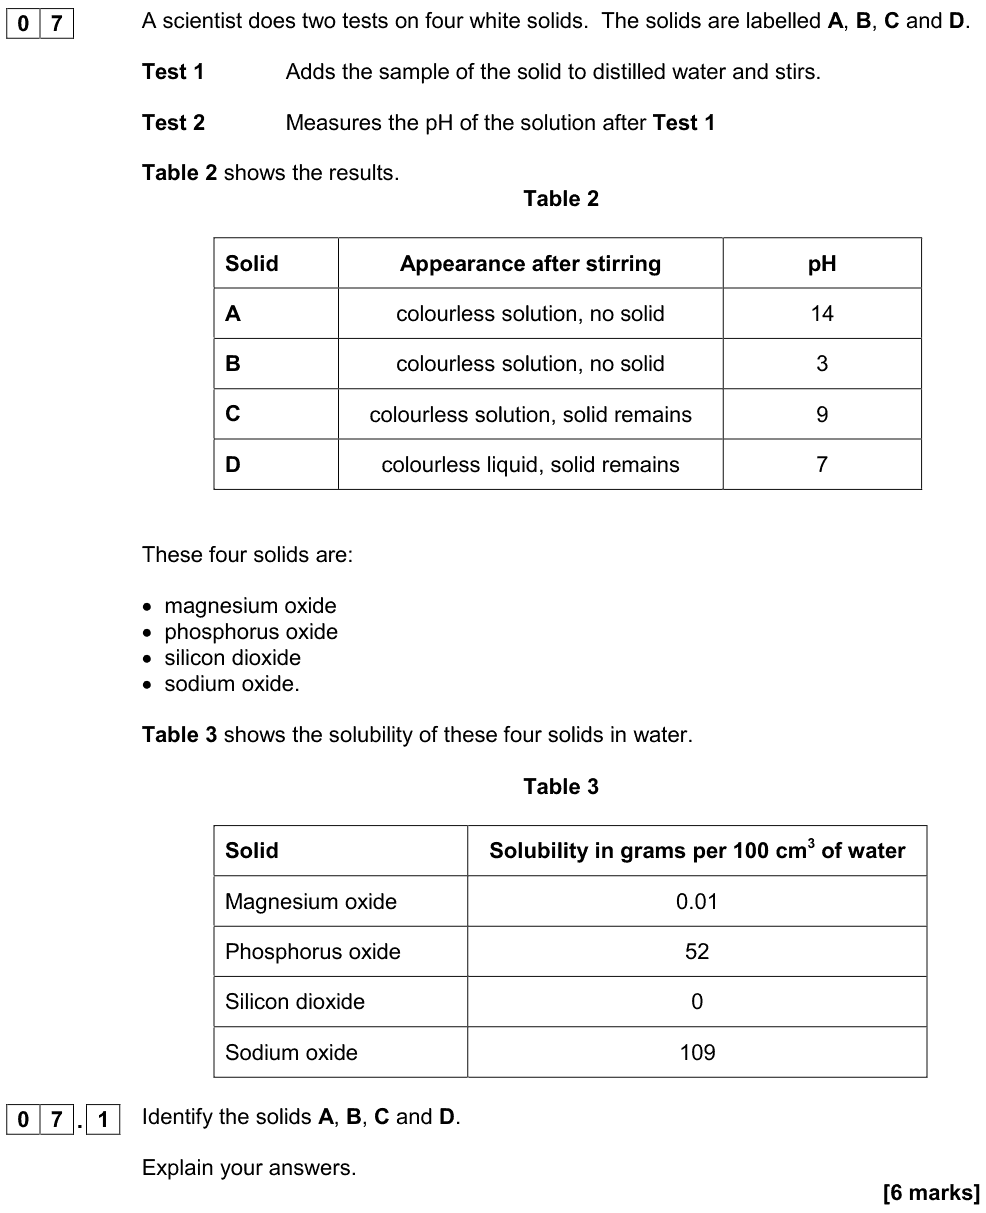 0 7 A scientist does two tests on four white solids. The solids are labelled A, B, C and D.
Test 1 Adds the sample of the solid to distilled water and stirs.
Test 2 Measures the pH of the solution after Test 1
Table 2 shows the results.
Table 2
Solid Appearance after stirring pH
A colourless solution, no solid 14
B colourless solution, no solid 3
C colourless solution, solid remains 9
D colourless liquid, solid remains 7
These four solids are:
• magnesium oxide
• phosphorus oxide
• silicon dioxide
• sodium oxide.
Table 3 shows the solubility of these four solids in water.
Table 3
Solid Solubility in grams per 100 cm³ of water
Magnesium oxide 0.01
Phosphorus oxide 52
Silicon dioxide 0
Sodium oxide 109
0 7 . 1 Identify the solids A, B, C and D.
Explain your answers.
[6 marks]